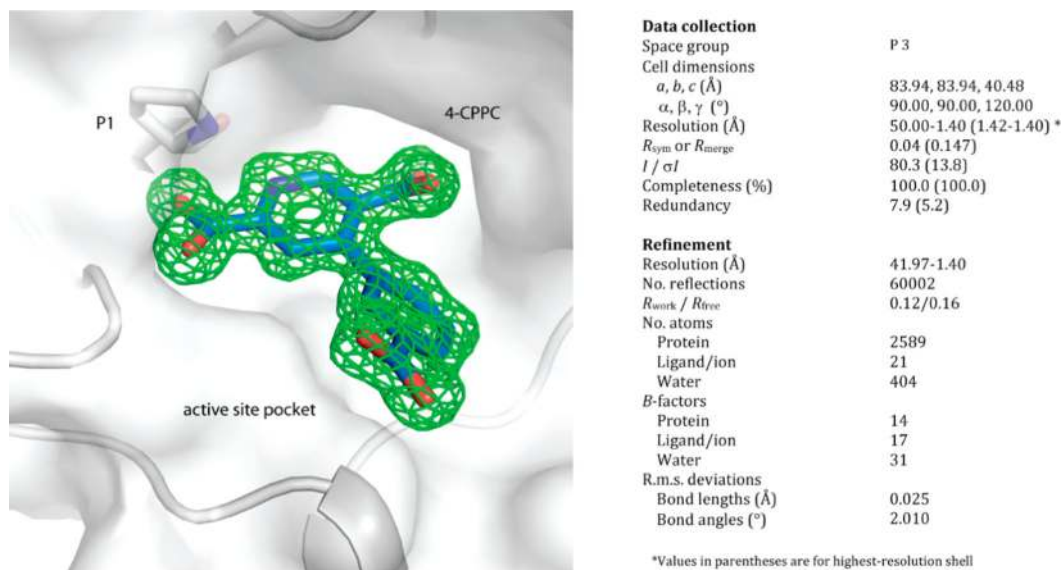 P1
4-CPPC
active site pocket
Data collection
Space group P 3
Cell dimensions
a, b, c (Å) 83.94, 83.94, 40.48
α, β, γ (°) 90.00, 90.00, 120.00
Resolution (Å) 50.00-1.40 (1.42-1.40) *
Rsym or Rmerge 0.04 (0.147)
I / σI 80.3 (13.8)
Completeness (%) 100.0 (100.0)
Redundancy 7.9 (5.2)
Refinement
Resolution (Å) 41.97-1.40
No. reflections 60002
Rwork / Rfree 0.12/0.16
No. atoms
Protein 2589
Ligand/ion 21
Water 404
B-factors
Protein 14
Ligand/ion 17
Water 31
R.m.s. deviations
Bond lengths (Å) 0.025
Bond angles (°) 2.010
*Values in parentheses are for highest-resolution shell